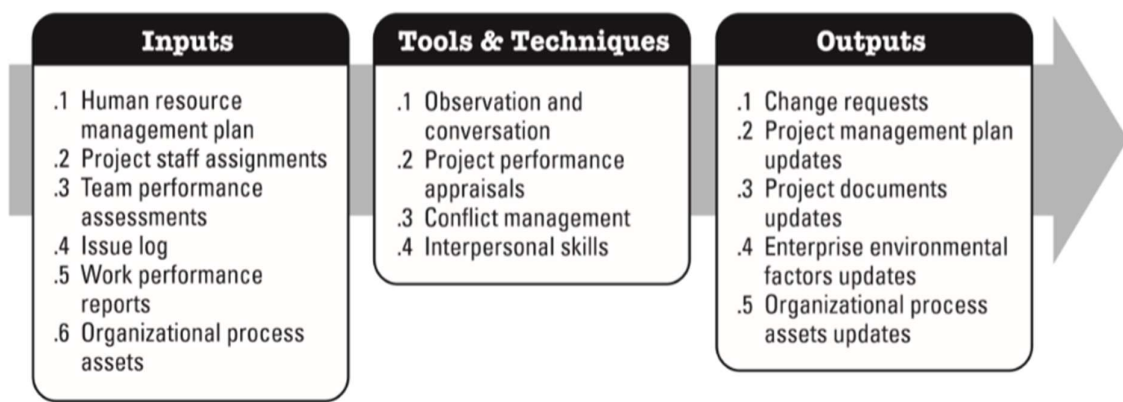 Inputs
.1 Human resource
management plan
.2 Project staff assignments
.3 Team performance
assessments
.4 Issue log
.5 Work performance
reports
.6 Organizational process
assets
Tools & Techniques
.1 Observation and
conversation
.2 Project performance
appraisals
.3 Conflict management
.4 Interpersonal skills
Outputs
.1 Change requests
.2 Project management plan
updates
.3 Project documents
updates
.4 Enterprise environmental
factors updates
.5 Organizational process
assets updates